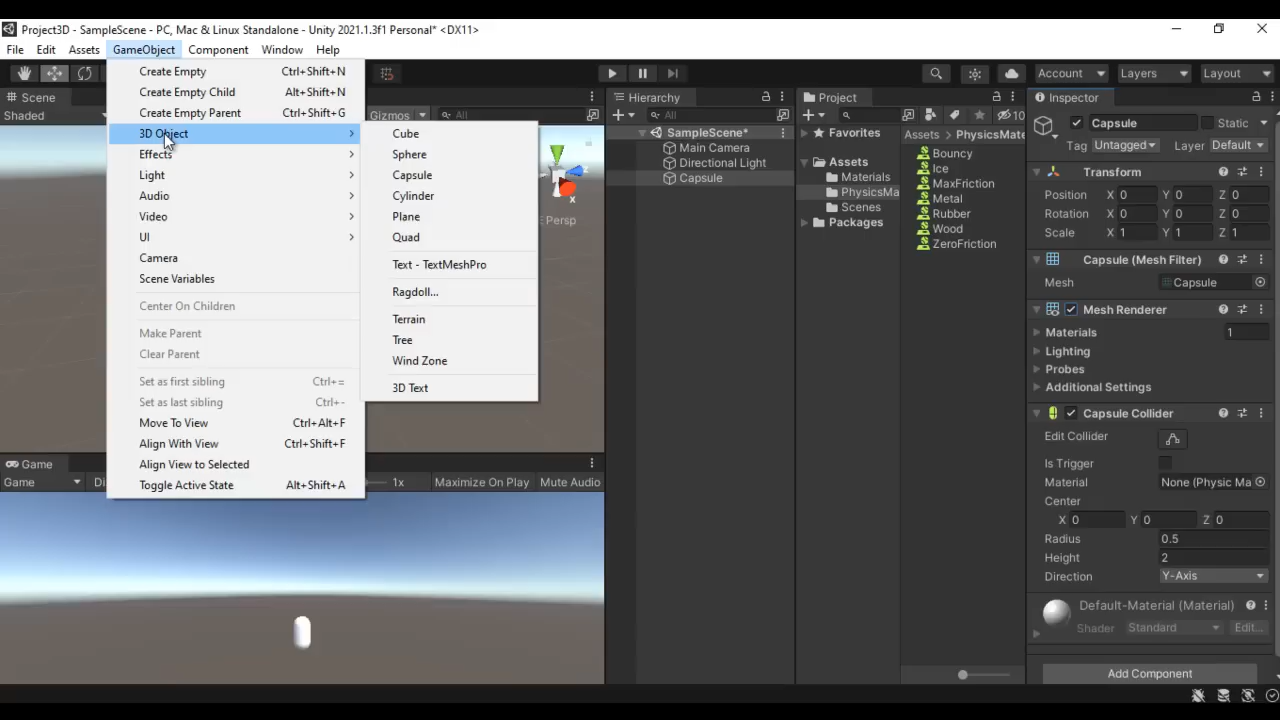 Project3D - SampleScene - PC, Mac & Linux Standalone - Unity 2021.1.3f1 Personal* <DX11>
File Edit Assets GameObject Component Window Help
Account Layers Layout
Scene
Shaded
Gizmos All
Persp
X
Create Empty Ctrl+Shift+N
Create Empty Child Alt+Shift+N
Create Empty Parent Ctrl+Shift+G
3D Object
Effects
Light
Audio
Video
UI
Camera
Scene Variables
Center On Children
Make Parent
Clear Parent
Set as first sibling Ctrl+=
Set as last sibling Ctrl+-
Move To View Ctrl+Alt+F
Align With View Ctrl+Shift+F
Align View to Selected
Toggle Active State Alt+Shift+A
Cube
Sphere
Capsule
Cylinder
Plane
Quad
Text - TextMeshPro
Ragdoll...
Terrain
Tree
Wind Zone
3D Text
Game
Game Di 1x Maximize On Play Mute Audio
Hierarchy
All
SampleScene*
Main Camera
Directional Light
Capsule
Project
10
Favorites
Assets
Materials
PhysicsMa
Scenes
Packages
Assets PhysicsMate
Bouncy
Ice
MaxFriction
Metal
Rubber
Wood
ZeroFriction
Inspector
Capsule Static
Tag Untagged Layer Default
Transform
Position X 0 Y 0 Z 0
Rotation X 0 Y 0 Z 0
Scale X 1 Y 1 Z 1
Capsule (Mesh Filter)
Mesh Capsule
Mesh Renderer
Materials 1
Lighting
Probes
Additional Settings
Capsule Collider
Edit Collider
Is Trigger
Material None (Physic Ma
Center
X 0 Y 0 Z 0
Radius 0.5
Height 2
Direction Y-Axis
Default-Material (Material)
Shader Standard Edit...
Add Component